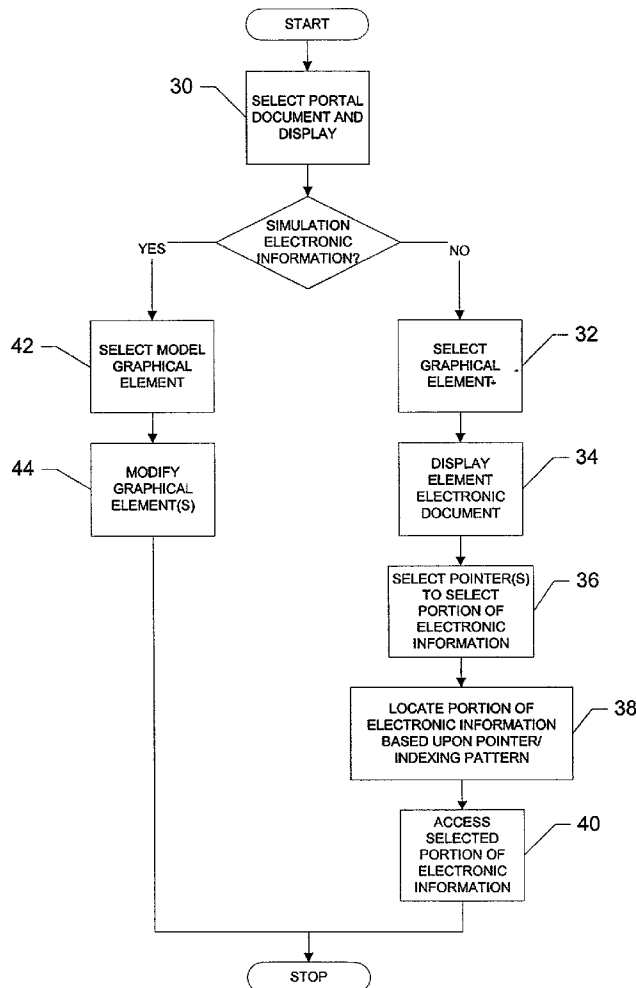 START
30
SELECT PORTAL
DOCUMENT AND
DISPLAY
SIMULATION
ELECTRONIC
INFORMATION?
YES
NO
42
SELECT MODEL
GRAPHICAL
ELEMENT
32
SELECT
GRAPHICAL
ELEMENT
44
MODIFY
GRAPHICAL
ELEMENT(S)
34
DISPLAY
ELEMENT
ELECTRONIC
DOCUMENT
36
SELECT POINTER(S)
TO SELECT
PORTION OF
ELECTRONIC
INFORMATION
38
LOCATE PORTION OF
ELECTRONIC INFORMATION
BASED UPON POINTER/
INDEXING PATTERN
40
ACCESS
SELECTED
PORTION OF
ELECTRONIC
INFORMATION
STOP